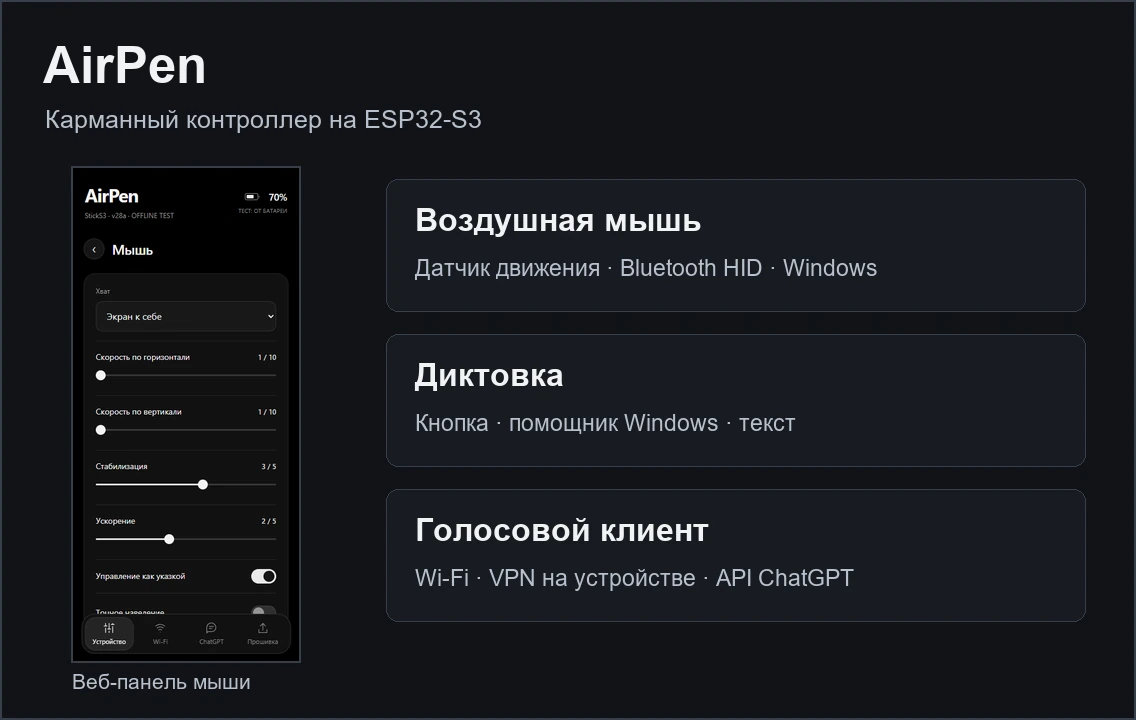 AirPen
Карманный контроллер на ESP32-S3
AirPen
70%
StickS3 · v28a · OFFLINE TEST
ТЕСТ: ОТ БАТАРЕИ
‹ Мышь
Хват
Экран к себе
Скорость по горизонтали 1 / 10
Скорость по вертикали 1 / 10
Стабилизация 3 / 5
Ускорение 2 / 5
Управление как указкой
Точное наведение
Устройство Wi-Fi ChatGPT Прошивка
Веб-панель мыши
Воздушная мышь
Датчик движения · Bluetooth HID · Windows
Диктовка
Кнопка · помощник Windows · текст
Голосовой клиент
Wi-Fi · VPN на устройстве · API ChatGPT